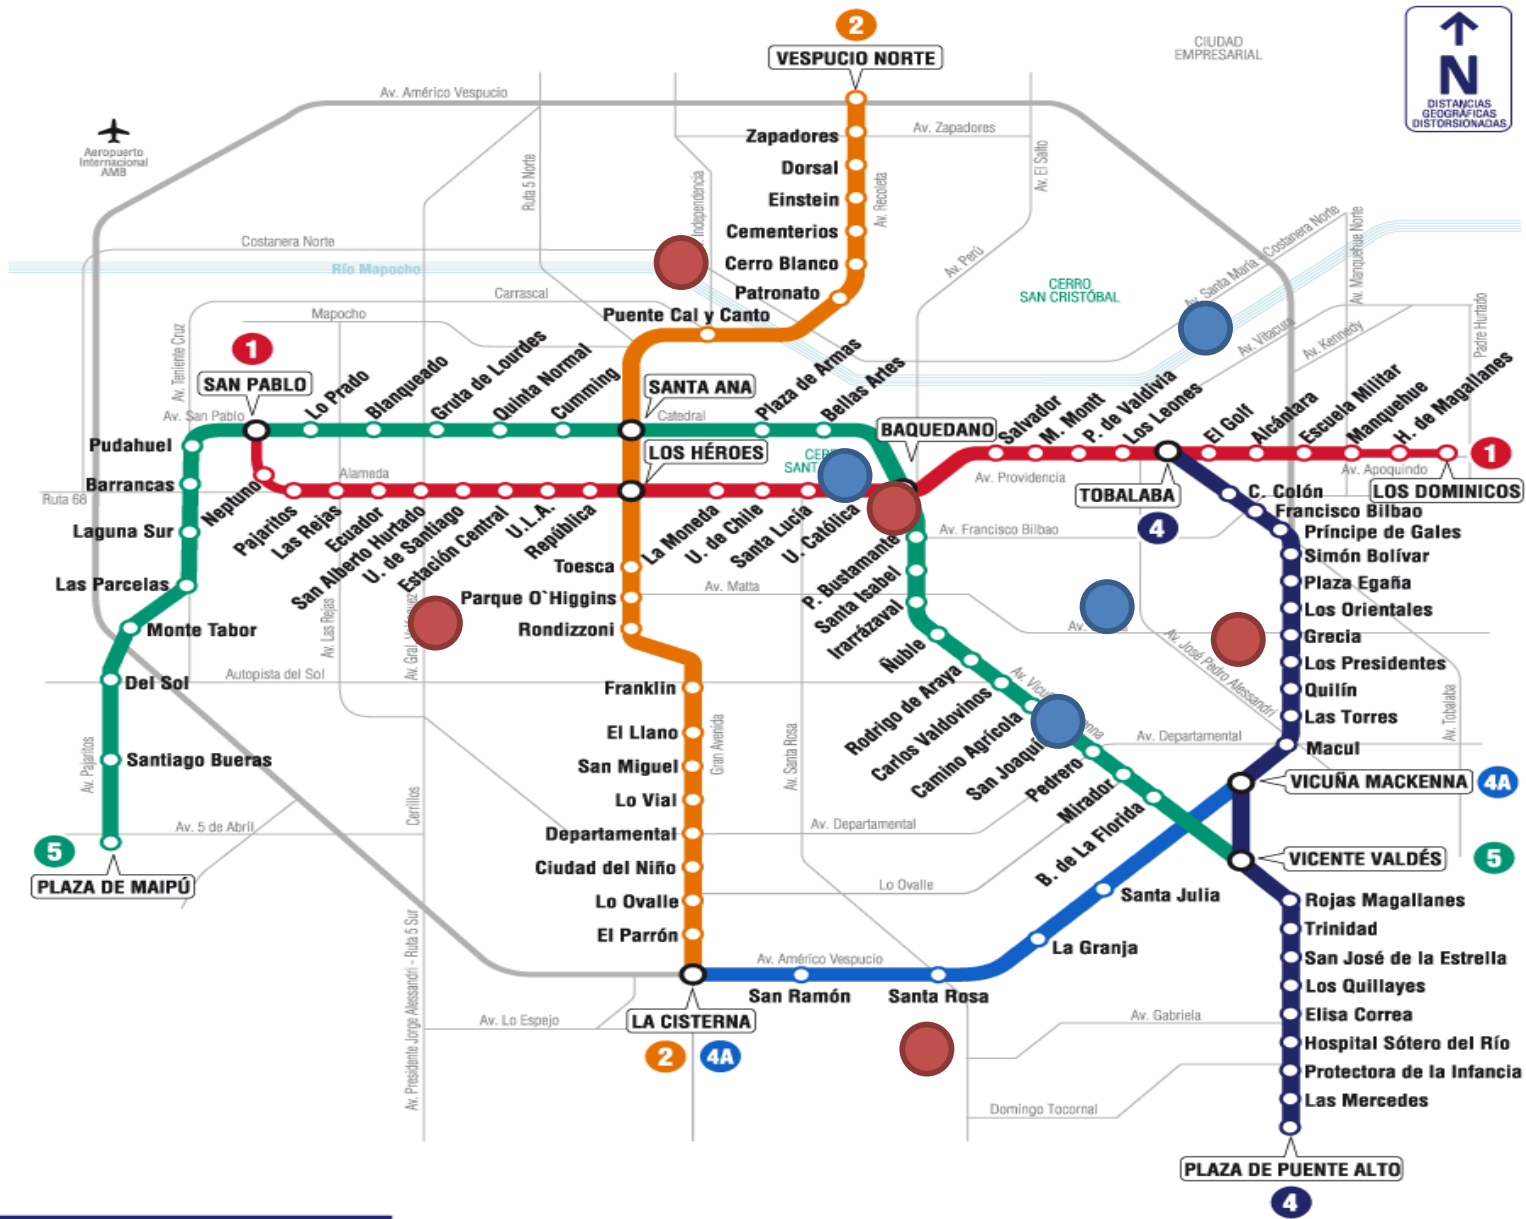 2
VESPUCIO NORTE
CIUDAD
EMPRESARIAL
N
DISTANCIAS
GEOGRÁFICAS
DISTORSIONADAS
Av. Américo Vespucio
Aeropuerto
Internacional
AMB
Zapadores
Av. Zapadores
Dorsal
Einstein
Cementerios
Cerro Blanco
Patronato
Puente Cal y Canto
Ruta 5 Norte
Independencia
Av. Recoleta
Av. El Salto
Av. Perú
Costanera Norte
Río Mapocho
Carrascal
Mapocho
CERRO
SAN CRISTÓBAL
Av. Santa María
Costanera Norte
Av. Manquehue Norte
Av. Vitacura
Av. Kennedy
Padre Hurtado
Av. Teniente Cruz
1
SAN PABLO
Av. San Pablo
Lo Prado
Blanqueado
Gruta de Lourdes
Quinta Normal
Cumming
SANTA ANA
Catedral
Plaza de Armas
Bellas Artes
BAQUEDANO
Salvador
M. Montt
P. de Valdivia
Los Leones
El Golf
Alcántara
Escuela Militar
Manquehue
H. de Magallanes
1
LOS DOMINICOS
Av. Apoquindo
Av. Providencia
TOBALABA
4
LOS HÉROES
Alameda
Ruta 68
Pudahuel
Barrancas
Laguna Sur
Las Parcelas
Monte Tabor
Del Sol
Santiago Bueras
5
PLAZA DE MAIPÚ
Av. Pajaritos
Neptuno
Pajaritos
Las Rejas
Ecuador
San Alberto Hurtado
U. de Santiago
Estación Central
U.L.A.
República
La Moneda
U. de Chile
Santa Lucía
U. Católica
P. Bustamante
Santa Isabel
Irarrázaval
Ñuble
Rodrigo de Araya
Carlos Valdovinos
Camino Agrícola
San Joaquín
Pedrero
Mirador
B. de La Florida
Toesca
Parque O`Higgins
Rondizzoni
Franklin
El Llano
San Miguel
Lo Vial
Departamental
Ciudad del Niño
Lo Ovalle
El Parrón
LA CISTERNA
2
4A
San Ramón
Santa Rosa
La Granja
Santa Julia
C. Colón
Francisco Bilbao
Príncipe de Gales
Simón Bolívar
Plaza Egaña
Los Orientales
Grecia
Los Presidentes
Quilín
Las Torres
Macul
VICUÑA MACKENNA
4A
VICENTE VALDÉS
5
Rojas Magallanes
Trinidad
San José de la Estrella
Los Quillayes
Elisa Correa
Hospital Sótero del Río
Protectora de la Infancia
Las Mercedes
PLAZA DE PUENTE ALTO
4
Av. Francisco Bilbao
Av. Matta
Av. José Pedro Alessandri
Av. Tobalaba
Av. Departamental
Av. Departamental
Lo Ovalle
Av. Américo Vespucio
Av. Gabriela
Domingo Tocornal
Av. Lo Espejo
Av. Santa Rosa
Gran Avenida
Av. Las Rejas
Autopista del Sol
Av. 5 de Abril
Cerrillos
Av. Presidente Jorge Alessandri - Ruta 5 Sur